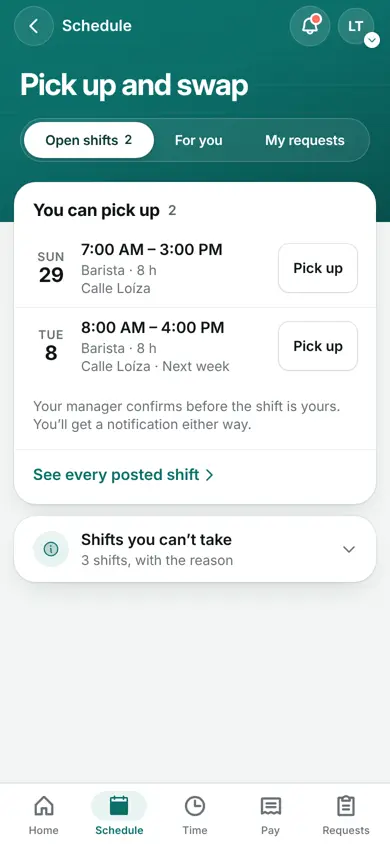 Schedule
LT
Pick up and swap
Open shifts 2
For you
My requests
You can pick up 2
SUN
29
7:00 AM – 3:00 PM
Barista · 8 h
Calle Loíza
Pick up
TUE
8
8:00 AM – 4:00 PM
Barista · 8 h
Calle Loíza · Next week
Pick up
Your manager confirms before the shift is yours.
You’ll get a notification either way.
See every posted shift
Shifts you can’t take
3 shifts, with the reason
Home
Schedule
Time
Pay
Requests